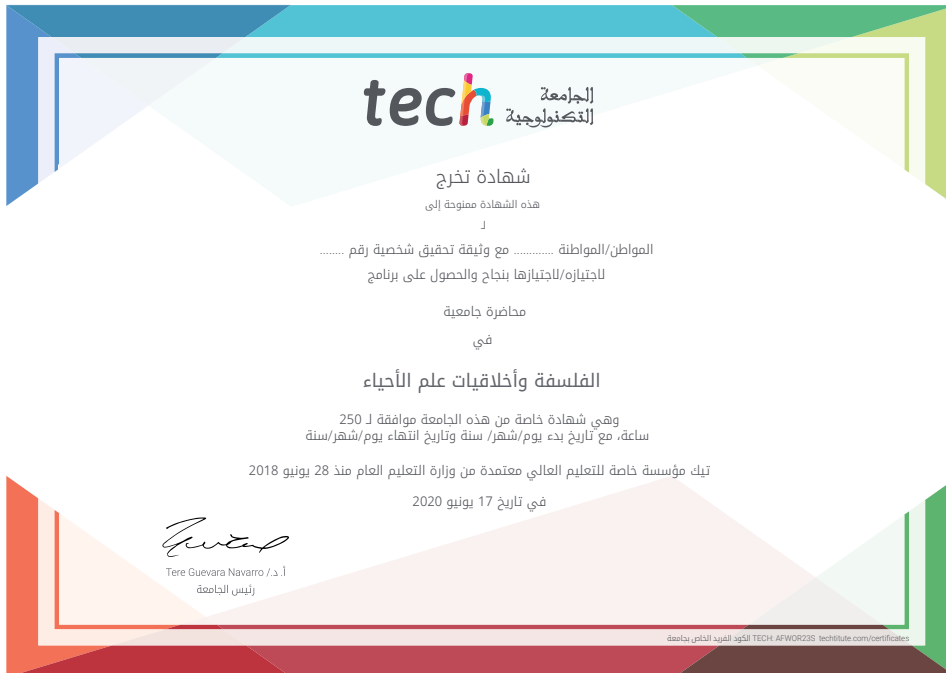 tech الجامعة
التكنولوجية
شهادة تخرج
هذه الشهادة ممنوحة إلى
لـ
المواطن/المواطنة ............ مع وثيقة تحقيق شخصية رقم ........
لاجتيازه/لاجتيازها بنجاح والحصول على برنامج
محاضرة جامعية
في
الفلسفة وأخلاقيات علم الأحياء
وهي شهادة خاصة من هذه الجامعة موافقة لـ 250
ساعة، مع تاريخ بدء يوم/شهر/ سنة وتاريخ انتهاء يوم/شهر/سنة
تيك مؤسسة خاصة للتعليم العالي معتمدة من وزارة التعليم العام منذ 28 يونيو 2018
في تاريخ 17 يونيو 2020
أ.د./ Tere Guevara Navarro
رئيس الجامعة
الكود الفريد الخاص بجامعة TECH: AFWOR23S techtitute.com/certificates